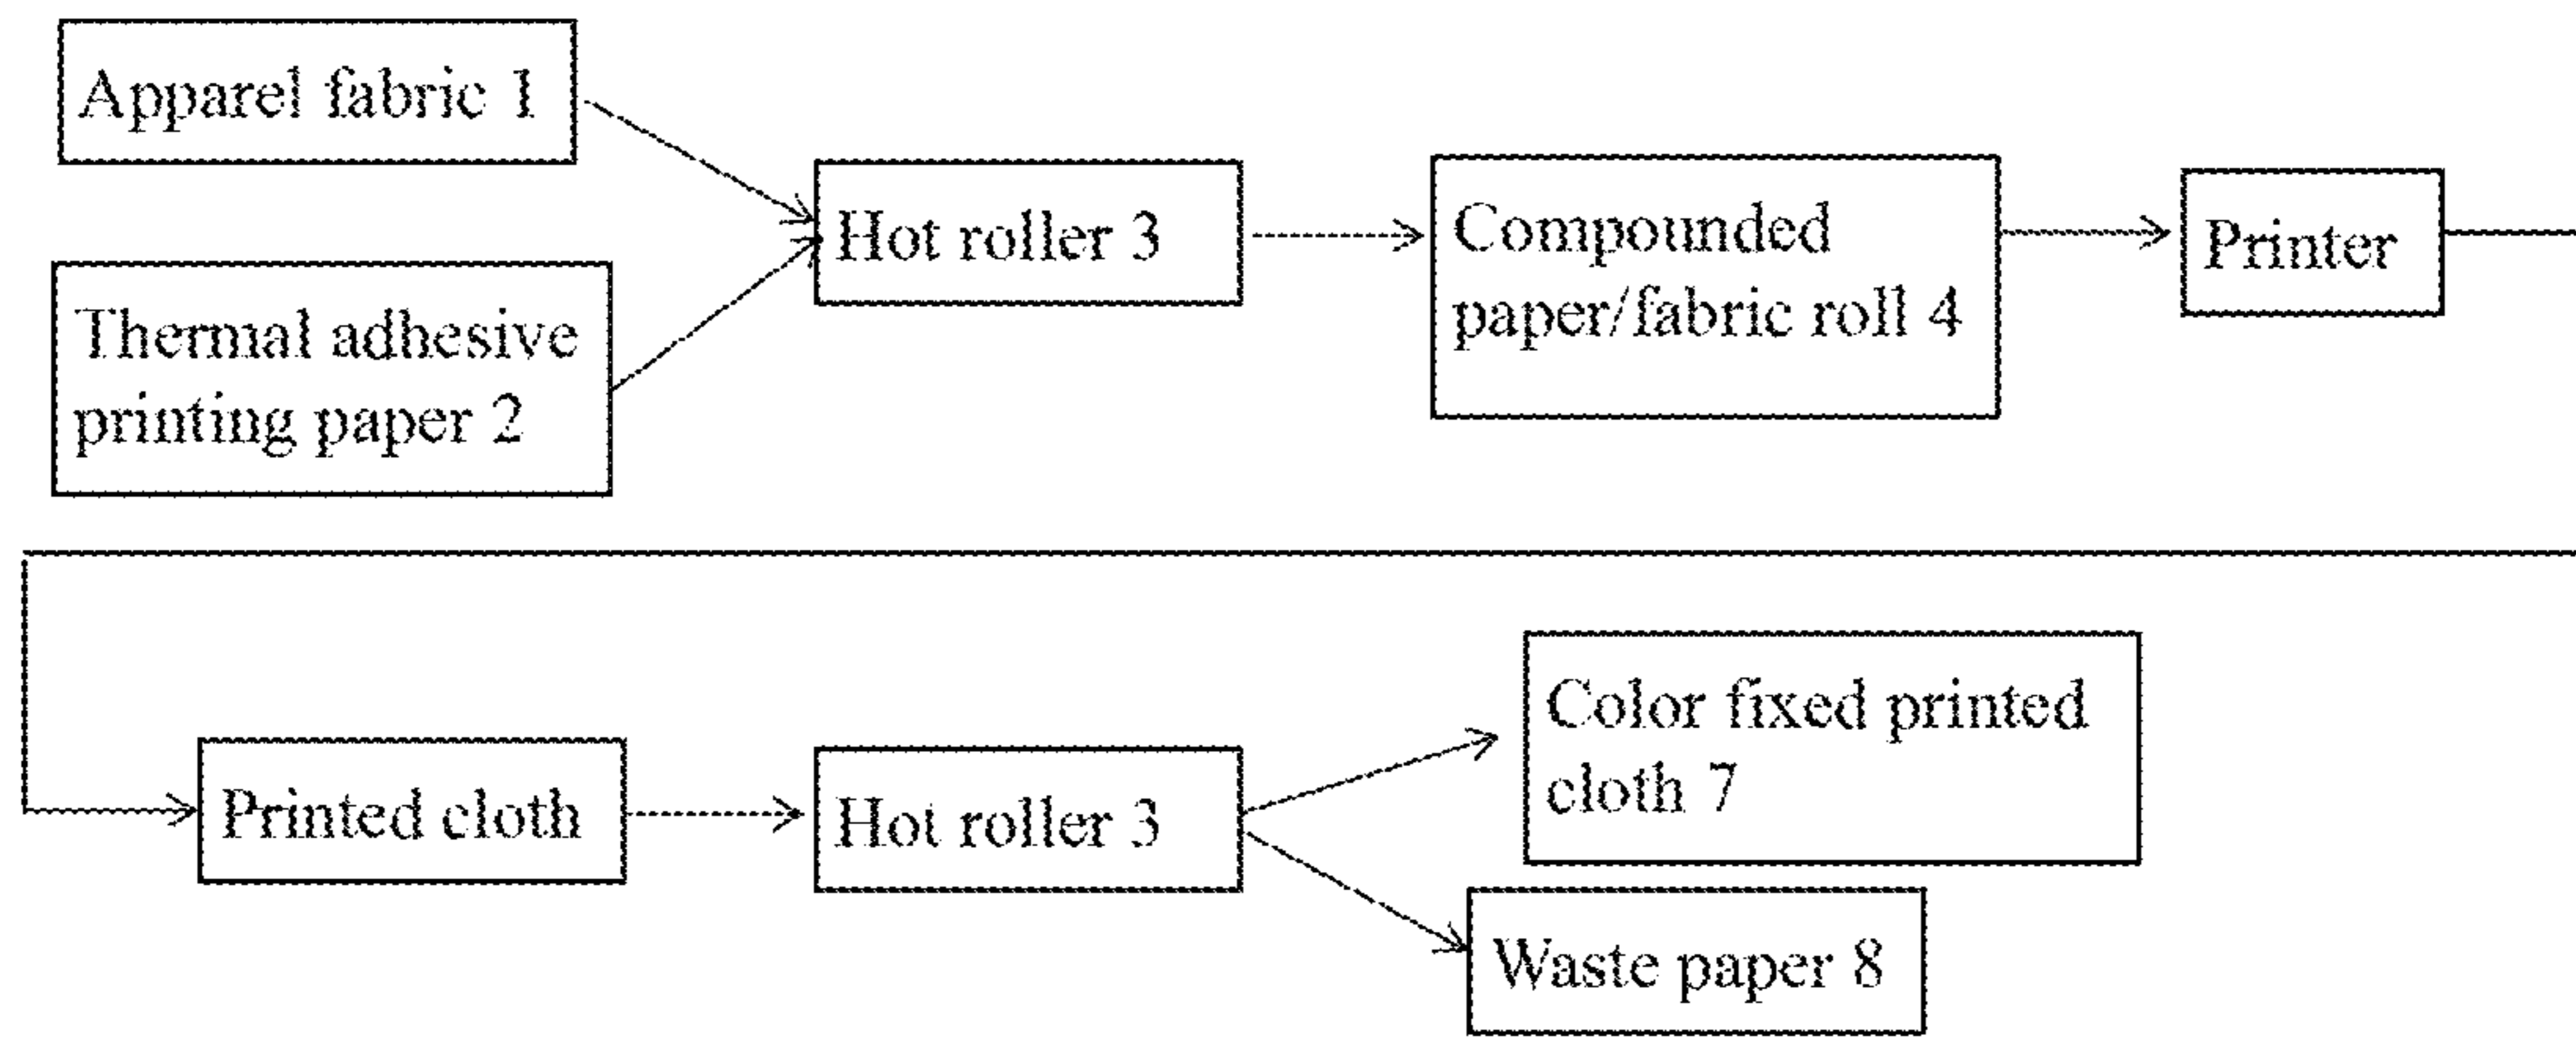 Apparel fabric 1
Thermal adhesive
printing paper 2
Hot roller 3
Compounded
paper/fabric roll 4
Printer
Printed cloth
Hot roller 3
Color fixed printed
cloth 7
Waste paper 8